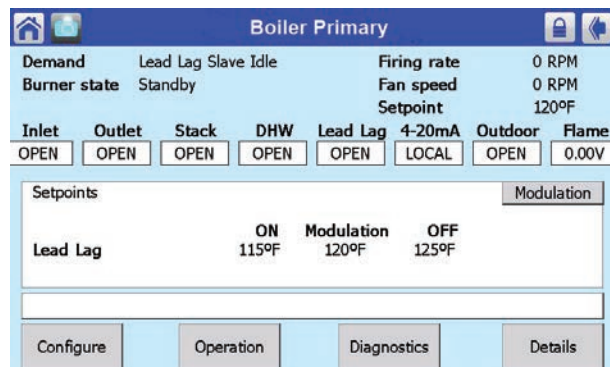 Boiler Primary
Demand Lead Lag Slave Idle Firing rate 0 RPM
Burner state Standby Fan speed 0 RPM
Setpoint 120ºF
Inlet Outlet Stack DHW Lead Lag 4-20mA Outdoor Flame
OPEN OPEN OPEN OPEN OPEN LOCAL OPEN 0.00V
Setpoints Modulation
ON Modulation OFF
Lead Lag 115ºF 120ºF 125ºF
Configure Operation Diagnostics Details